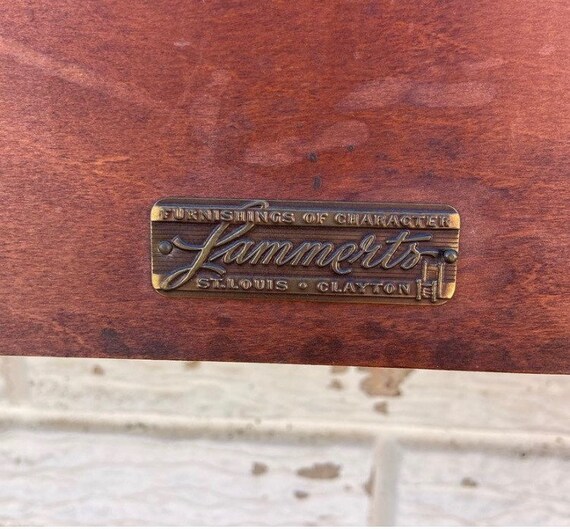 FURNISHINGS OF CHARACTER
Lammerts
ST. LOUIS • CLAYTON